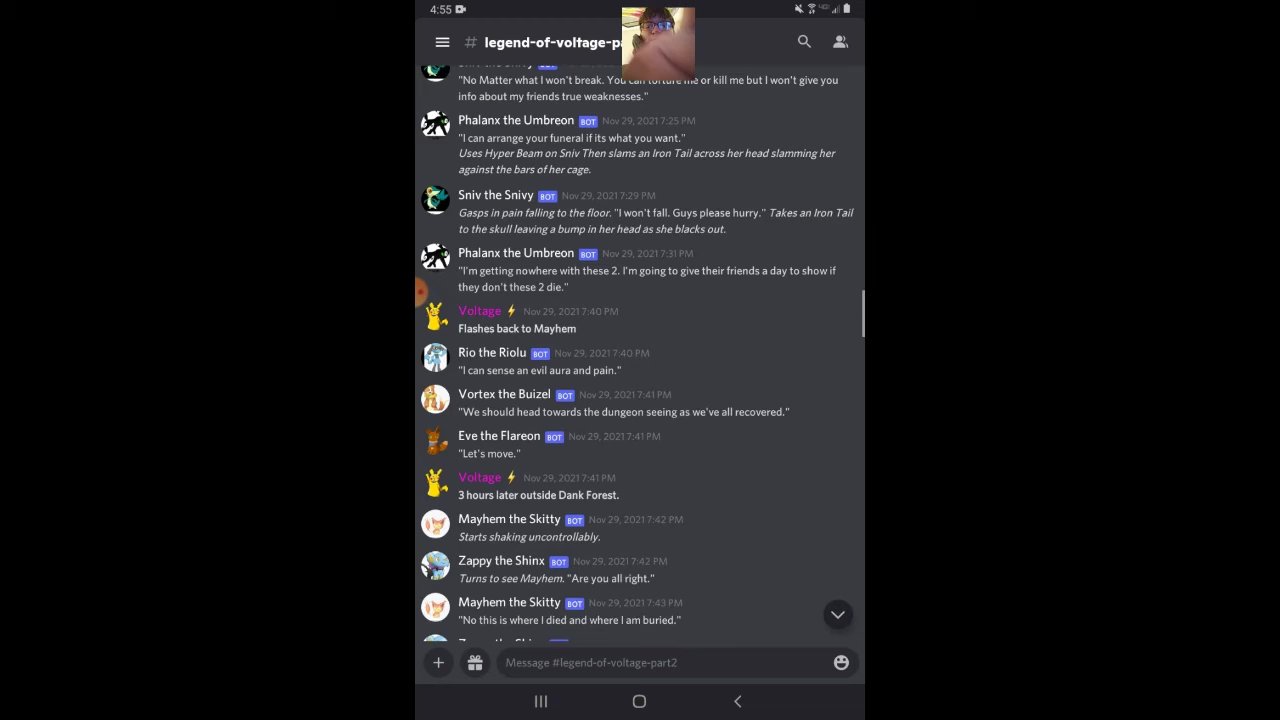 4:55
# legend-of-voltage-pa
"No Matter what I won't break. You can torture me or kill me but I won't give you
info about my friends true weaknesses."
Phalanx the Umbreon BOT Nov 29, 2021 7:25 PM
"I can arrange your funeral if its what you want."
Uses Hyper Beam on Sniv Then slams an Iron Tail across her head slamming her
against the bars of her cage.
Sniv the Snivy BOT Nov 29, 2021 7:29 PM
Gasps in pain falling to the floor. "I won't fall. Guys please hurry." Takes an Iron Tail
to the skull leaving a bump in her head as she blacks out.
Phalanx the Umbreon BOT Nov 29, 2021 7:31 PM
"I'm getting nowhere with these 2. I'm going to give their friends a day to show if
they don't these 2 die."
Voltage ⚡ Nov 29, 2021 7:40 PM
Flashes back to Mayhem
Rio the Riolu BOT Nov 29, 2021 7:40 PM
"I can sense an evil aura and pain."
Vortex the Buizel BOT Nov 29, 2021 7:41 PM
"We should head towards the dungeon seeing as we've all recovered."
Eve the Flareon BOT Nov 29, 2021 7:41 PM
"Let's move."
Voltage ⚡ Nov 29, 2021 7:41 PM
3 hours later outside Dank Forest.
Mayhem the Skitty BOT Nov 29, 2021 7:42 PM
Starts shaking uncontrollably.
Zappy the Shinx BOT Nov 29, 2021 7:42 PM
Turns to see Mayhem. "Are you all right."
Mayhem the Skitty BOT Nov 29, 2021 7:43 PM
"No this is where I died and where I am buried."
Message #legend-of-voltage-part2